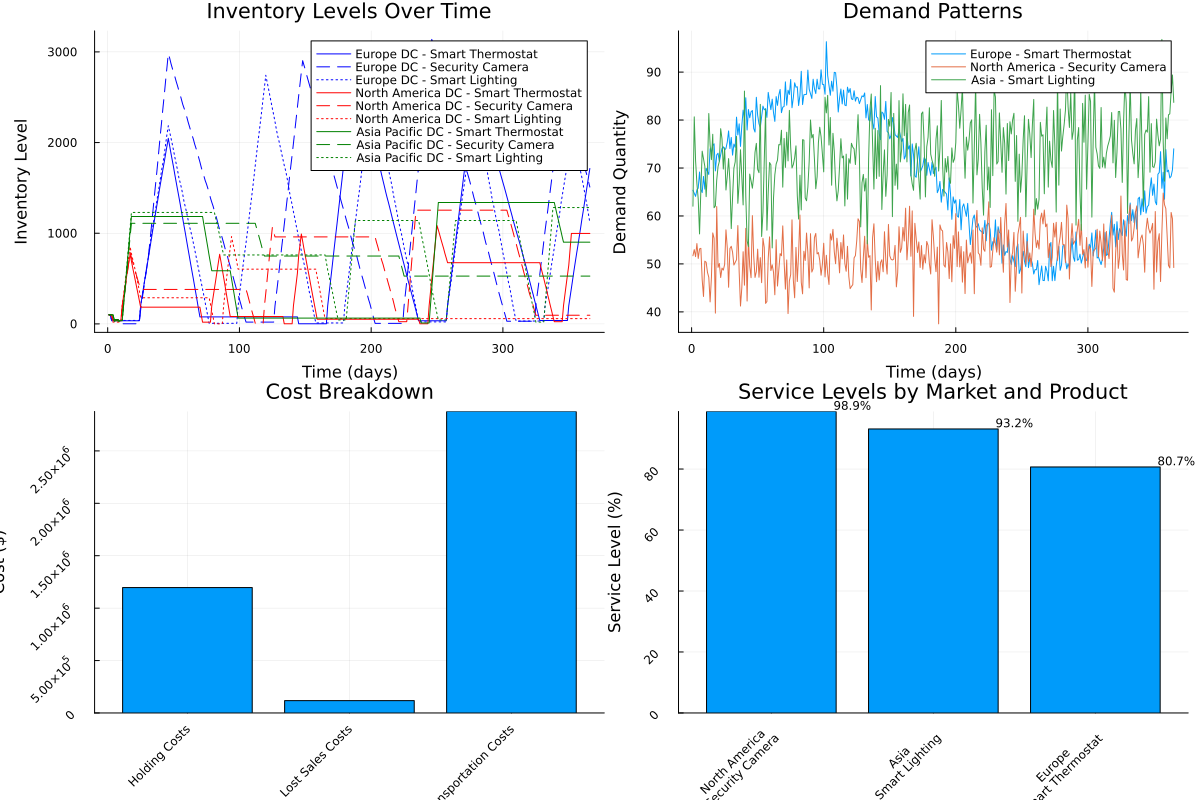 Inventory Levels Over Time
Inventory Level
3000
2000
1000
0
Europe DC - Smart Thermostat
Europe DC - Security Camera
Europe DC - Smart Lighting
North America DC - Smart Thermostat
North America DC - Security Camera
North America DC - Smart Lighting
Asia Pacific DC - Smart Thermostat
Asia Pacific DC - Security Camera
Asia Pacific DC - Smart Lighting
0 100 200 300
Time (days)
Demand Patterns
Demand Quantity
90
80
70
60
50
40
Europe - Smart Thermostat
North America - Security Camera
Asia - Smart Lighting
0 100 200 300
Time (days)
Cost Breakdown
Cost ($)
2.50×10⁶
2.00×10⁶
1.50×10⁶
1.00×10⁶
5.00×10⁵
0
Holding Costs
Lost Sales Costs
nsportation Costs
Service Levels by Market and Product
Service Level (%)
80
60
40
20
0
98.9%
93.2%
80.7%
North America
ecurity Camera
Asia
Smart Lighting
Europe
art Thermostat